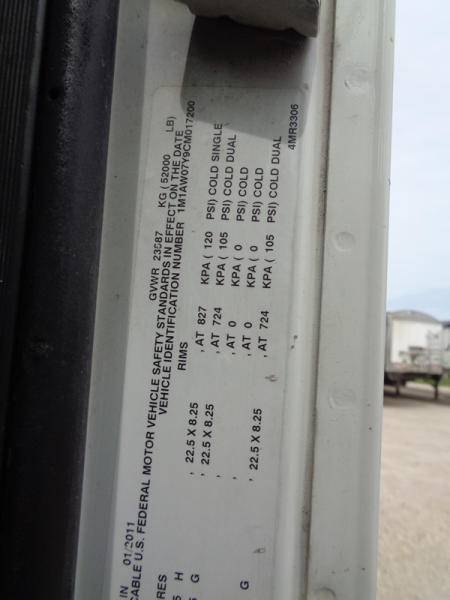 IN 01/2011 GVWR 23587 KG ( 52000 LB)
CABLE U.S. FEDERAL MOTOR VEHICLE SAFETY STANDARDS IN EFFECT ON THE DATE
VEHICLE IDENTIFICATION NUMBER 1M1AW07Y9CM017200
RES RIMS
5 H , 22.5 X 8.25 , AT 827 KPA ( 120 PSI) COLD SINGLE
G , 22.5 X 8.25 , AT 724 KPA ( 105 PSI) COLD DUAL
, , AT 0 KPA ( 0 PSI) COLD
, , AT 0 KPA ( 0 PSI) COLD
G , 22.5 X 8.25 , AT 724 KPA ( 105 PSI) COLD DUAL
4MR3306